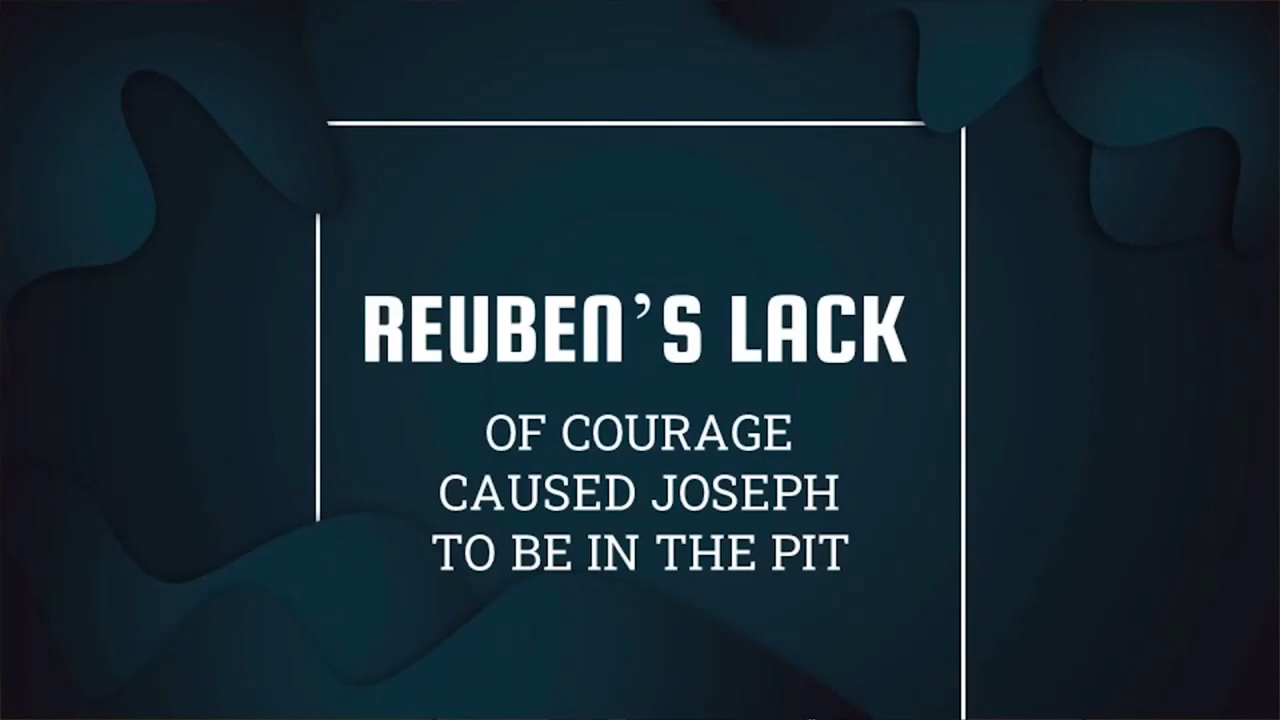 REUBEN’S LACK
OF COURAGE
CAUSED JOSEPH
TO BE IN THE PIT